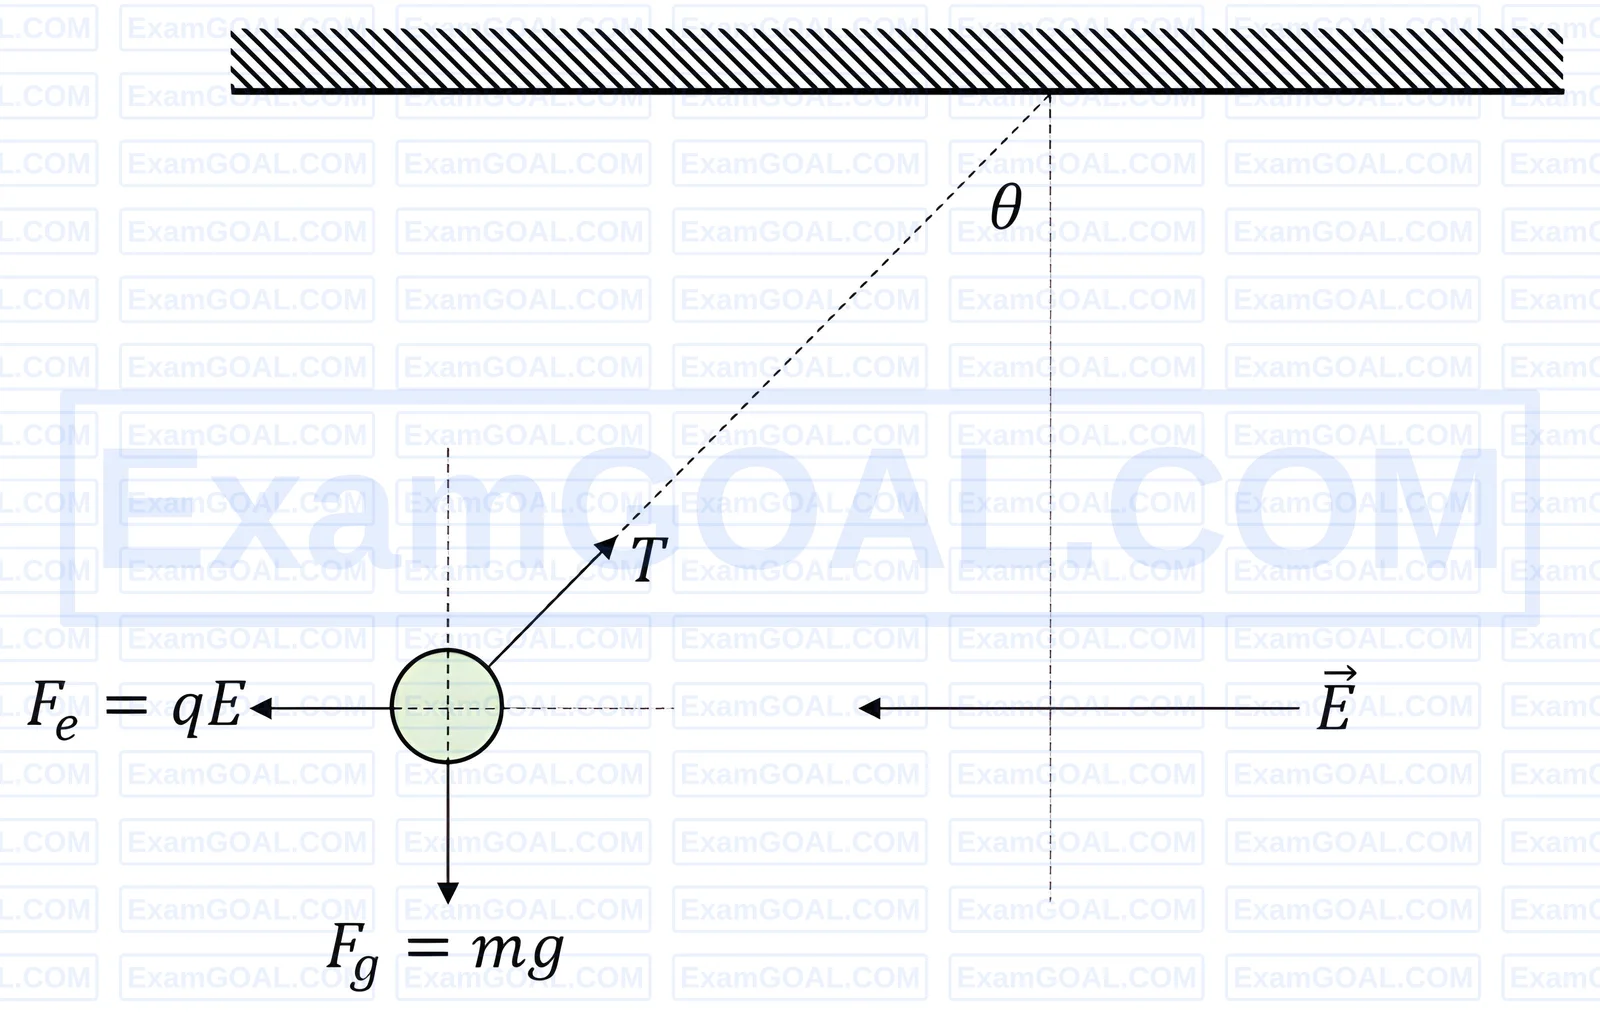 θ
ExamGOAL.COM
T
F_e = qE
E⃗
F_g = mg